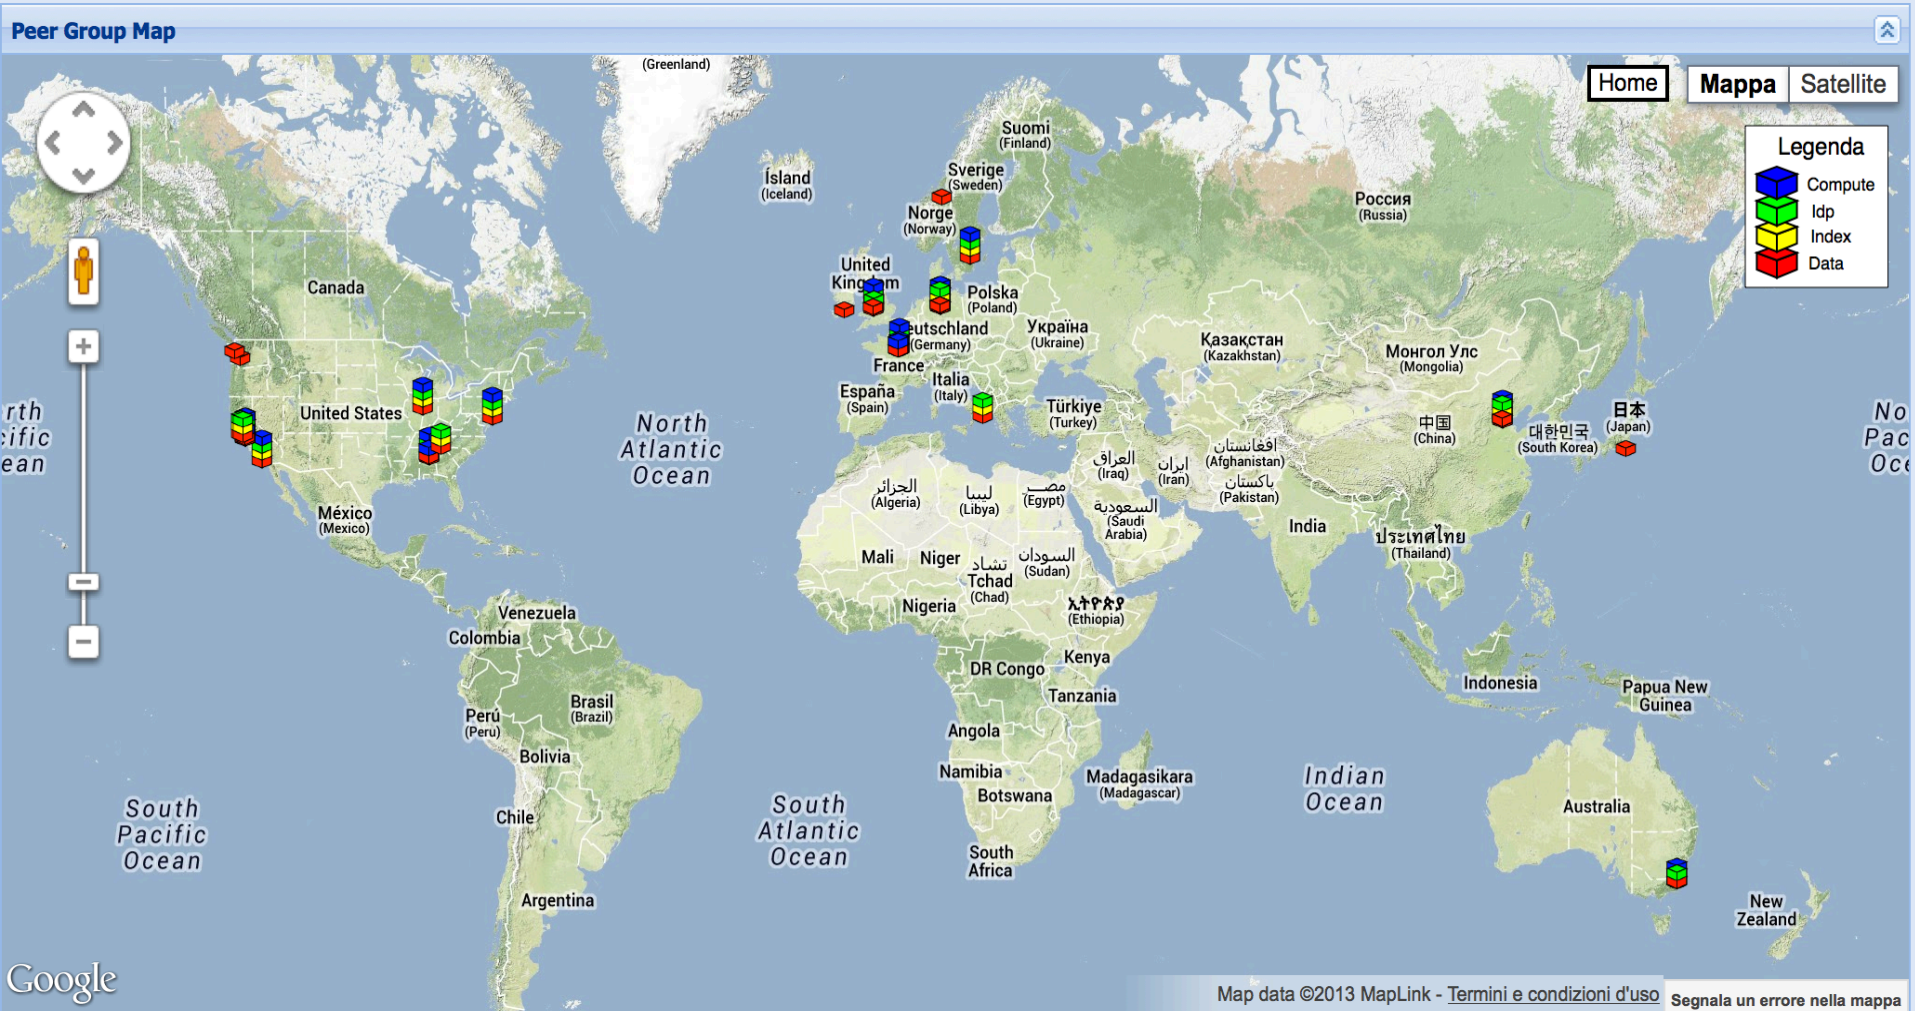 Peer Group Map
Home
Mappa
Satellite
Legenda
Compute
Idp
Index
Data
(Greenland)
Suomi
(Finland)
Ísland
(Iceland)
Sverige
(Sweden)
Norge
(Norway)
Россия
(Russia)
United
Kingdom
Canada
Polska
(Poland)
eutschland
(Germany)
Україна
(Ukraine)
Қазақстан
(Kazakhstan)
Монгол Улс
(Mongolia)
France
Italia
(Italy)
España
(Spain)
United States
Türkiye
(Turkey)
中国
(China)
日本
(Japan)
대한민국
(South Korea)
rth
cific
ean
North
Atlantic
Ocean
No
Pac
Oce
العراق
(Iraq)
ایران
(Iran)
افغانستان
(Afghanistan)
پاکستان
(Pakistan)
الجزائر
(Algeria)
ليبيا
(Libya)
مصر
(Egypt)
السعودية
(Saudi
Arabia)
México
(Mexico)
India
ประเทศไทย
(Thailand)
Mali
Niger
تشاد
Tchad
(Chad)
السودان
(Sudan)
Nigeria
ኢትዮጵያ
(Ethiopia)
Venezuela
Colombia
DR Congo
Kenya
Tanzania
Indonesia
Papua New
Guinea
Brasil
(Brazil)
Perú
(Peru)
Angola
Bolivia
Namibia
Botswana
Madagasikara
(Madagascar)
Indian
Ocean
South
Pacific
Ocean
Chile
South
Atlantic
Ocean
Australia
South
Africa
Argentina
New
Zealand
Google
Map data ©2013 MapLink - Termini e condizioni d'uso
Segnala un errore nella mappa